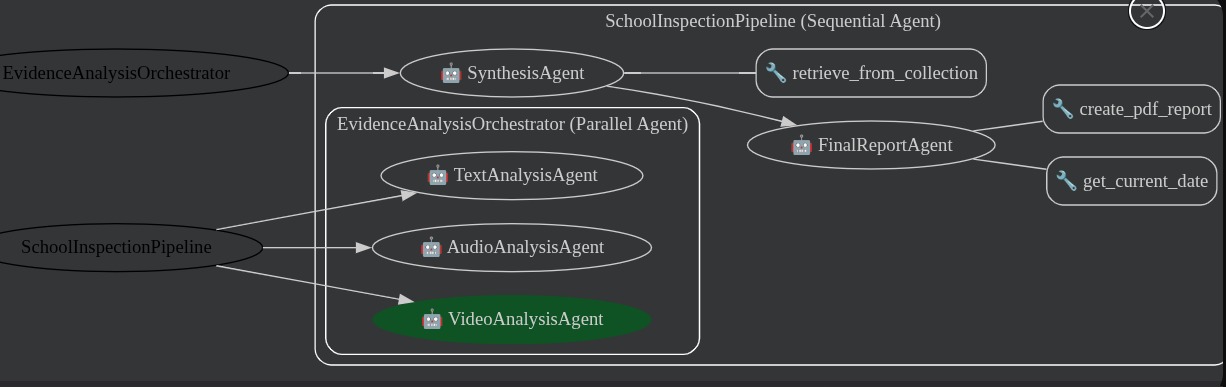 SchoolInspectionPipeline (Sequential Agent)
EvidenceAnalysisOrchestrator
SynthesisAgent
retrieve_from_collection
create_pdf_report
EvidenceAnalysisOrchestrator (Parallel Agent)
FinalReportAgent
TextAnalysisAgent
get_current_date
SchoolInspectionPipeline
AudioAnalysisAgent
VideoAnalysisAgent